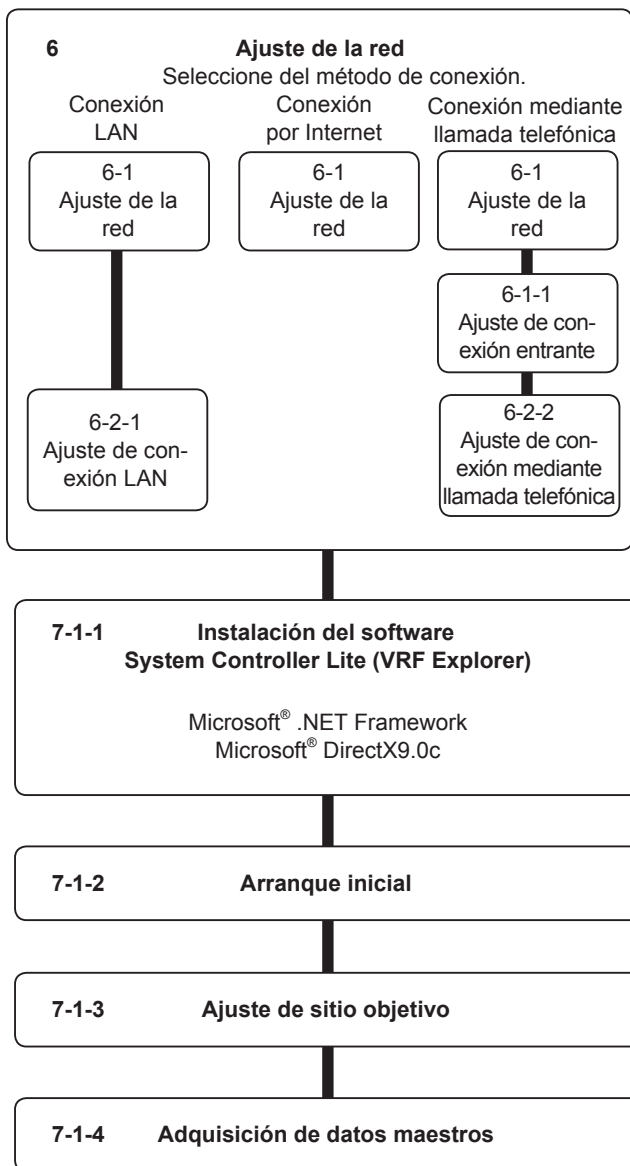 6 Ajuste de la red
Seleccione del método de conexión.
Conexión
LAN
Conexión
por Internet
Conexión mediante
llamada telefónica
6-1
Ajuste de la
red
6-1
Ajuste de la
red
6-1
Ajuste de la
red
6-1-1
Ajuste de con-
exión entrante
6-2-1
Ajuste de con-
exión LAN
6-2-2
Ajuste de con-
exión mediante
llamada telefónica
7-1-1 Instalación del software
System Controller Lite (VRF Explorer)
Microsoft® .NET Framework
Microsoft® DirectX9.0c
7-1-2 Arranque inicial
7-1-3 Ajuste de sitio objetivo
7-1-4 Adquisición de datos maestros